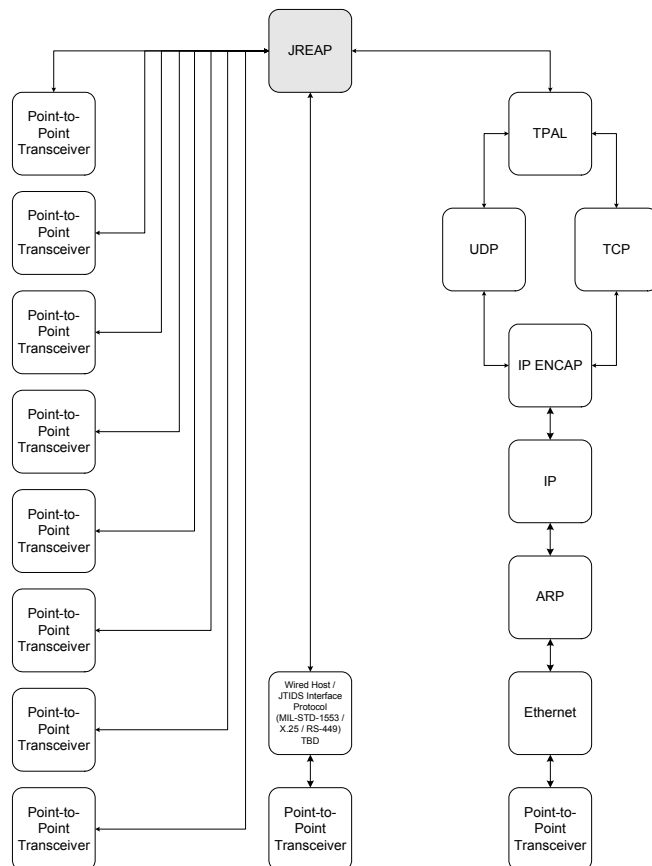 JREAP
Point-to-
Point
Transceiver
TPAL
Point-to-
Point
Transceiver
UDP
TCP
Point-to-
Point
Transceiver
IP ENCAP
Point-to-
Point
Transceiver
IP
Point-to-
Point
Transceiver
ARP
Point-to-
Point
Transceiver
Wired Host /
JTIDS Interface
Protocol
(MIL-STD-1553 /
X.25 / RS-449)
TBD
Ethernet
Point-to-
Point
Transceiver
Point-to-
Point
Transceiver
Point-to-
Point
Transceiver
Point-to-
Point
Transceiver